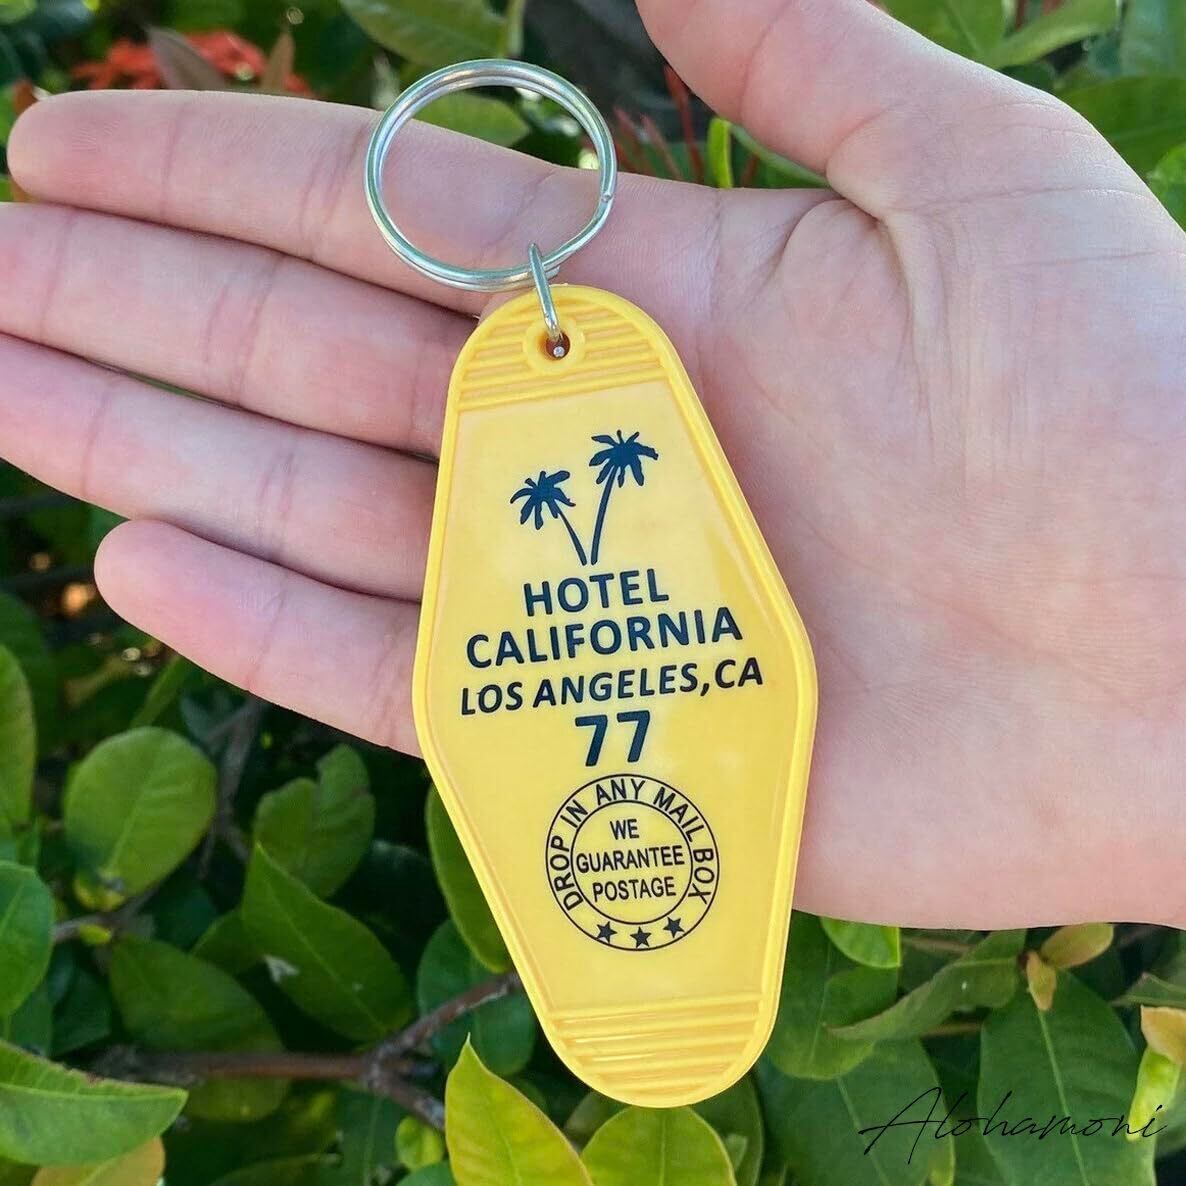 HOTEL
CALIFORNIA
LOS ANGELES, CA
77
DROP IN ANY MAIL BOX
WE
GUARANTEE
POSTAGE
Alohamoni